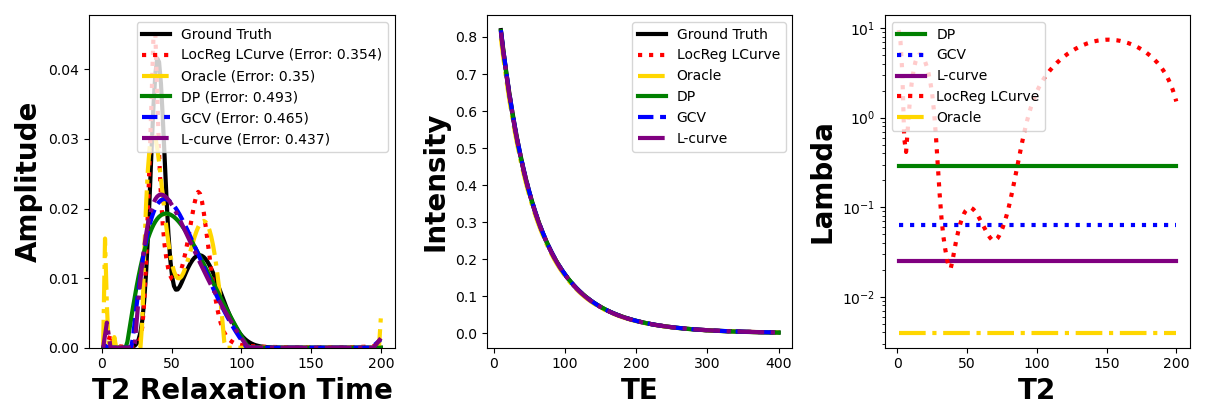 Amplitude
0.00
0.01
0.02
0.03
0.04
0
50
100
150
200
T2 Relaxation Time
Ground Truth
LocReg LCurve (Error: 0.354)
Oracle (Error: 0.35)
DP (Error: 0.493)
GCV (Error: 0.465)
L-curve (Error: 0.437)
Intensity
0.0
0.1
0.2
0.3
0.4
0.5
0.6
0.7
0.8
0
100
200
300
400
TE
Ground Truth
LocReg LCurve
Oracle
DP
GCV
L-curve
Lambda
10⁻²
10⁻¹
10⁰
10¹
0
50
100
150
200
T2
DP
GCV
L-curve
LocReg LCurve
Oracle